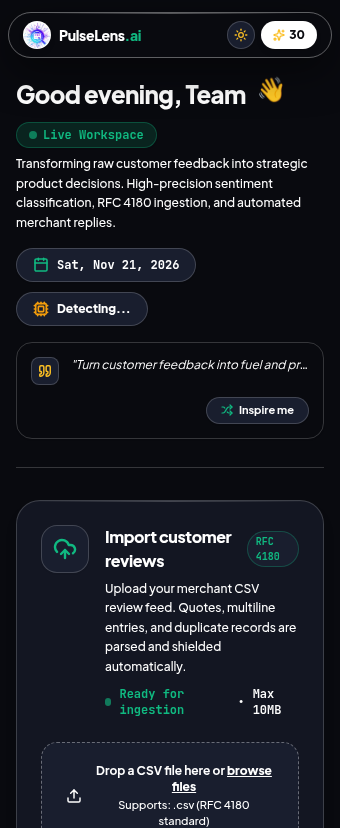 PulseLens.ai
30
Good evening, Team 👋
Live Workspace
Transforming raw customer feedback into strategic
product decisions. High-precision sentiment
classification, RFC 4180 ingestion, and automated
merchant replies.
Sat, Nov 21, 2026
Detecting...
"Turn customer feedback into fuel and pr...
Inspire me
Import customer
reviews
RFC
4180
Upload your merchant CSV
review feed. Quotes, multiline
entries, and duplicate records are
parsed and shielded
automatically.
Ready for
ingestion
• Max
10MB
Drop a CSV file here or browse
files
Supports: .csv (RFC 4180
standard)